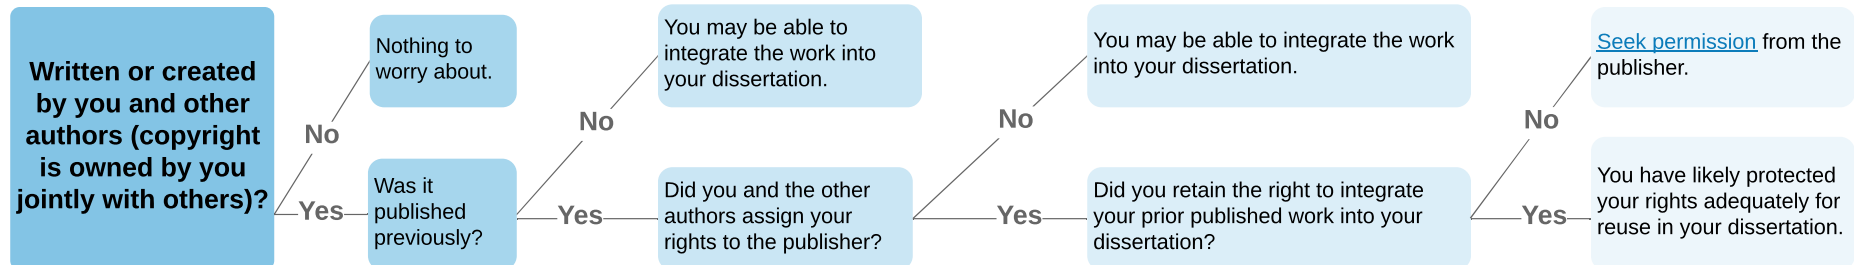 Written or created
by you and other
authors (copyright
is owned by you
jointly with others)?
No
Yes
Nothing to
worry about.
Was it
published
previously?
No
Yes
You may be able to
integrate the work into
your dissertation.
Did you and the other
authors assign your
rights to the publisher?
No
Yes
You may be able to integrate the work
into your dissertation.
Did you retain the right to integrate
your prior published work into your
dissertation?
No
Yes
Seek permission from the
publisher.
You have likely protected
your rights adequately for
reuse in your dissertation.